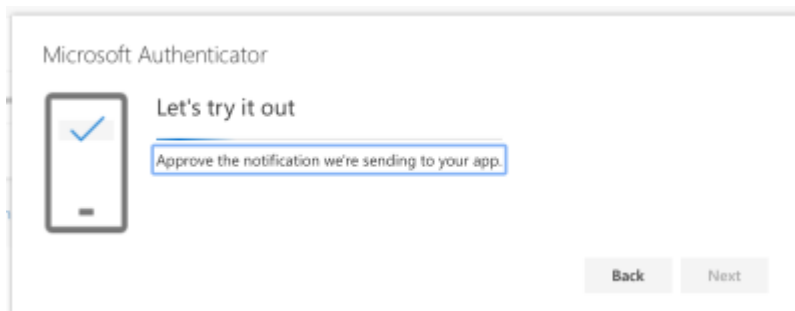 Microsoft Authenticator
Let's try it out
Approve the notification we're sending to your app.
Back
Next